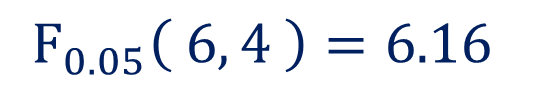 F₀.₀₅( 6,4 ) = 6.16